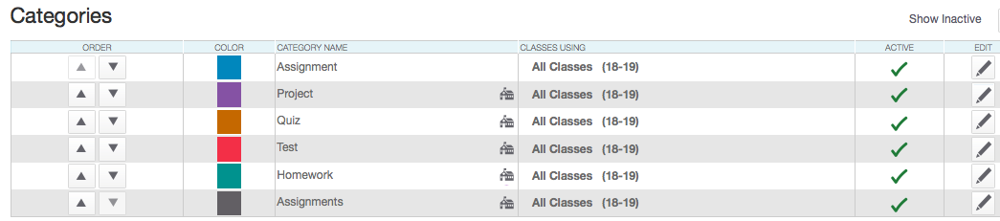 Categories
Show Inactive
ORDER COLOR CATEGORY NAME CLASSES USING ACTIVE EDIT
Assignment All Classes (18-19)
Project All Classes (18-19)
Quiz All Classes (18-19)
Test All Classes (18-19)
Homework All Classes (18-19)
Assignments All Classes (18-19)